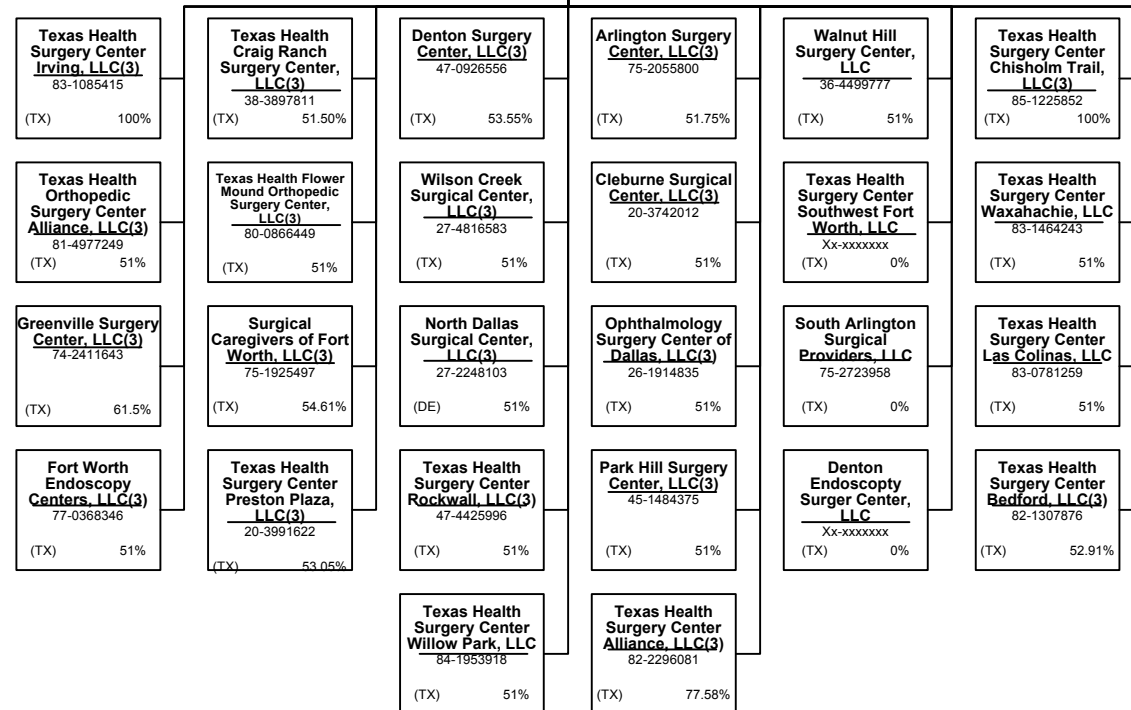 Texas Health
Surgery Center
Irving, LLC(3)
83-1085415
(TX) 100%
Texas Health
Craig Ranch
Surgery Center,
LLC(3)
38-3897811
(TX) 51.50%
Denton Surgery
Center, LLC(3)
47-0926556
(TX) 53.55%
Arlington Surgery
Center, LLC(3)
75-2055800
(TX) 51.75%
Walnut Hill
Surgery Center,
LLC
36-4499777
(TX) 51%
Texas Health
Surgery Center
Chisholm Trail,
LLC(3)
85-1225852
(TX) 100%
Texas Health
Orthopedic
Surgery Center
Alliance, LLC(3)
81-4977249
(TX) 51%
Texas Health Flower
Mound Orthopedic
Surgery Center,
LLC(3)
80-0866449
(TX) 51%
Wilson Creek
Surgical Center,
LLC(3)
27-4816583
(TX) 51%
Cleburne Surgical
Center, LLC(3)
20-3742012
(TX) 51%
Texas Health
Surgery Center
Southwest Fort
Worth, LLC
Xx-xxxxxxx
(TX) 0%
Texas Health
Surgery Center
Waxahachie, LLC
83-1464243
(TX) 51%
Greenville Surgery
Center, LLC(3)
74-2411643
(TX) 61.5%
Surgical
Caregivers of Fort
Worth, LLC(3)
75-1925497
(TX) 54.61%
North Dallas
Surgical Center,
LLC(3)
27-2248103
(DE) 51%
Ophthalmology
Surgery Center of
Dallas, LLC(3)
26-1914835
(TX) 51%
South Arlington
Surgical
Providers, LLC
75-2723958
(TX) 0%
Texas Health
Surgery Center
Las Colinas, LLC
83-0781259
(TX) 51%
Fort Worth
Endoscopy
Centers, LLC(3)
77-0368346
(TX) 51%
Texas Health
Surgery Center
Preston Plaza,
LLC(3)
20-3991622
(TX) 53.05%
Texas Health
Surgery Center
Rockwall, LLC(3)
47-4425996
(TX) 51%
Park Hill Surgery
Center, LLC(3)
45-1484375
(TX) 51%
Denton
Endoscopty
Surger Center,
LLC
Xx-xxxxxxx
(TX) 0%
Texas Health
Surgery Center
Bedford, LLC(3)
82-1307876
(TX) 52.91%
Texas Health
Surgery Center
Willow Park, LLC
84-1953918
(TX) 51%
Texas Health
Surgery Center
Alliance, LLC(3)
82-2296081
(TX) 77.58%